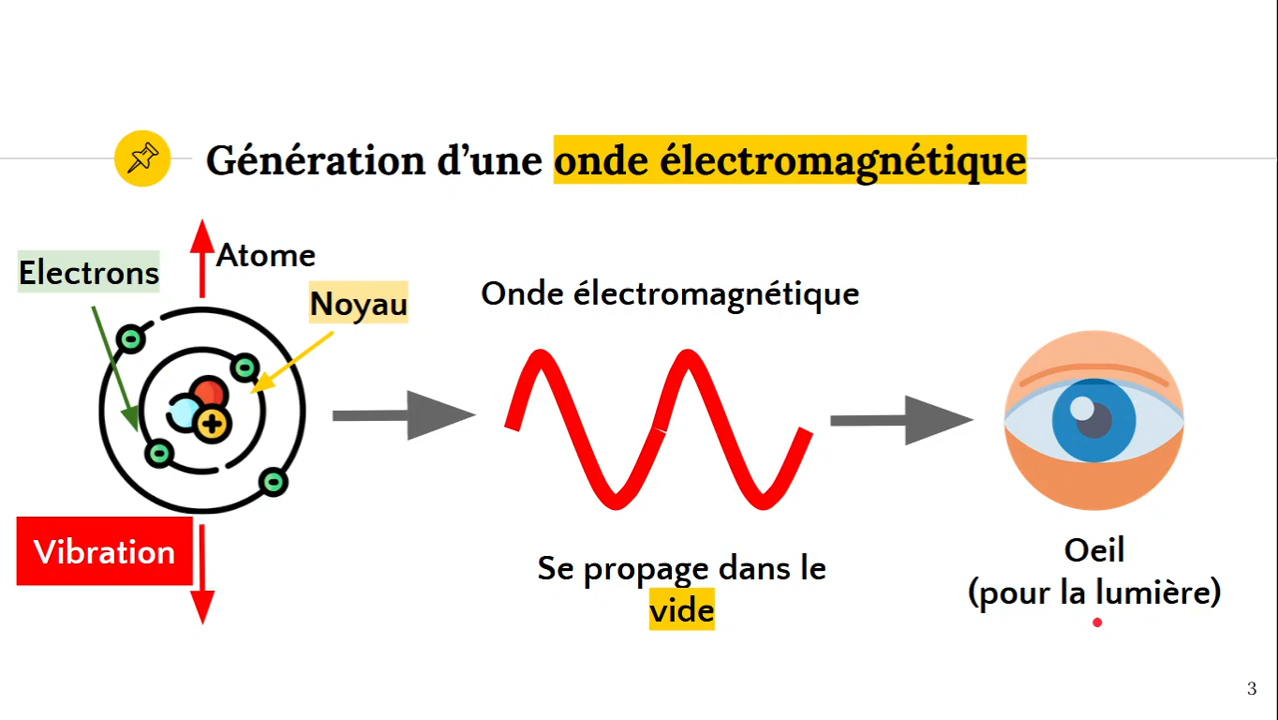 Génération d’une onde électromagnétique
Atome
Electrons
Noyau
Vibration
Onde électromagnétique
Se propage dans le
vide
Oeil
(pour la lumière)
3